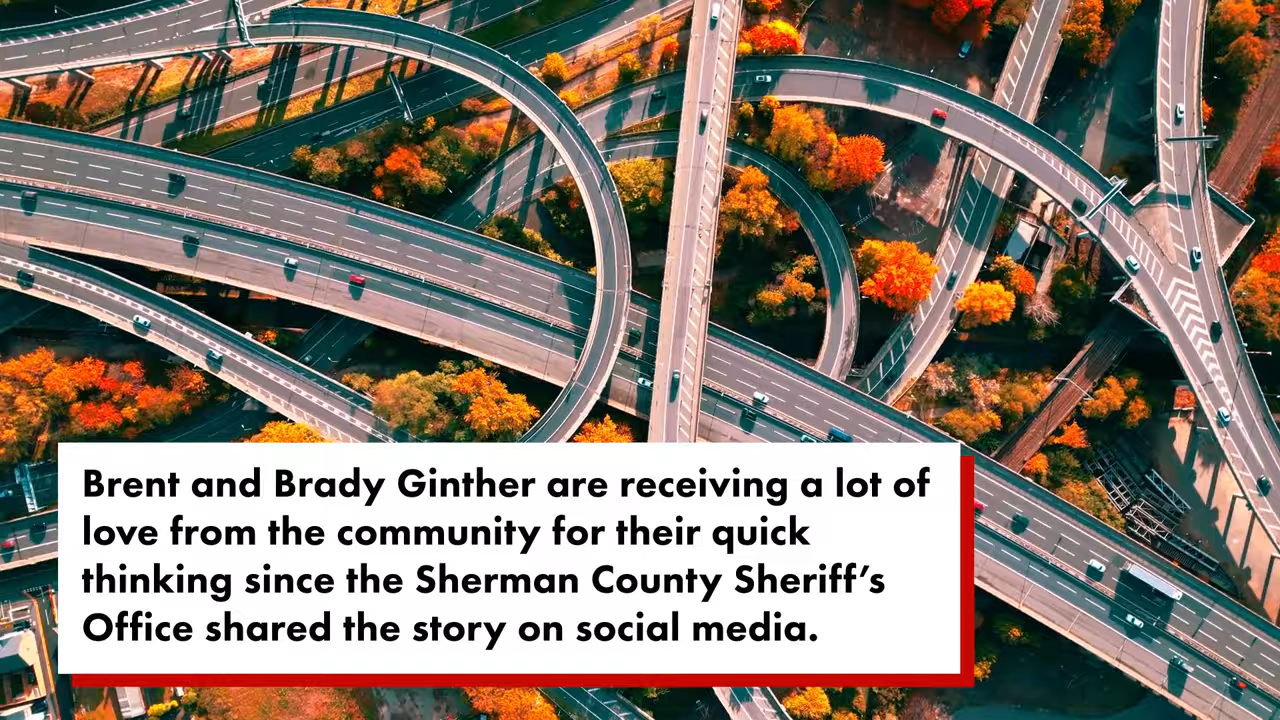 Brent and Brady Ginther are receiving a lot of
love from the community for their quick
thinking since the Sherman County Sheriff’s
Office shared the story on social media.